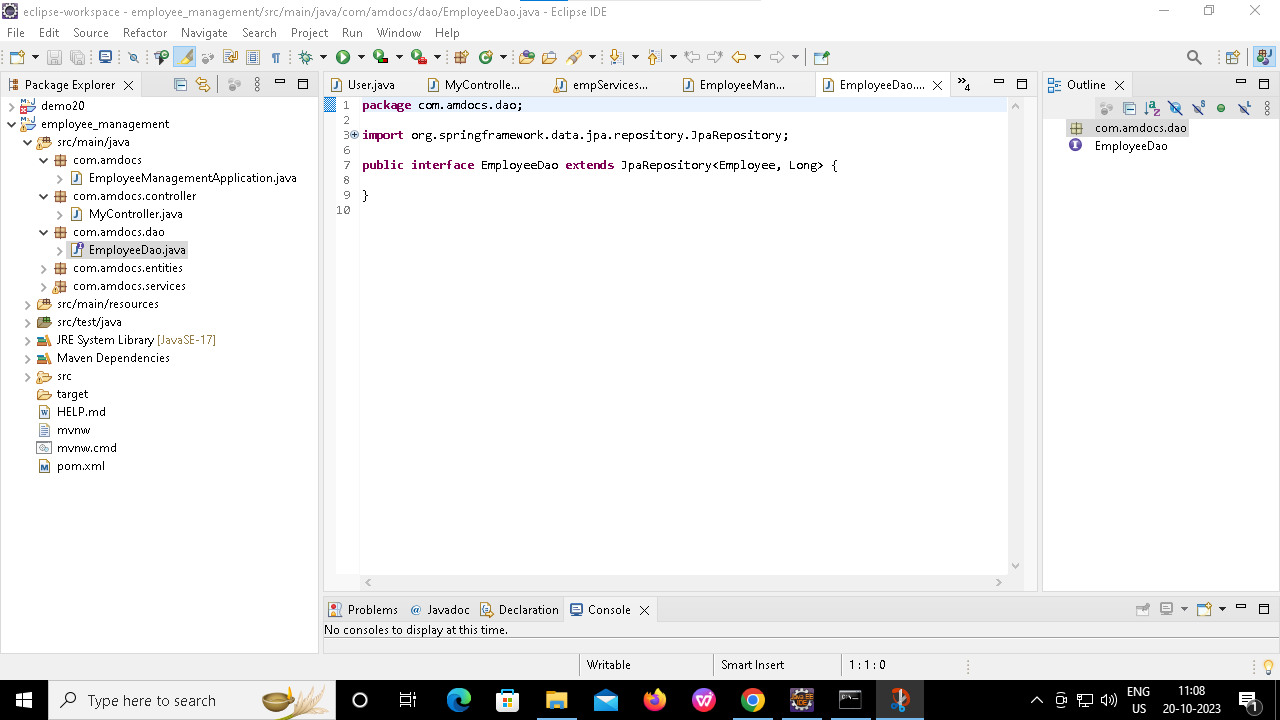 eclipse-workspace - employee_management/src/main/java/com/amdocs/dao/EmployeeDao.java - Eclipse IDE
File Edit Source Refactor Navigate Search Project Run Window Help
Package Explorer
demo20
employee_management
src/main/java
com.amdocs
EmployeeManagementApplication.java
com.amdocs.controller
MyController.java
com.amdocs.dao
EmployeeDao.java
com.amdocs.entities
com.amdocs.services
src/main/resources
src/test/java
JRE System Library [JavaSE-17]
Maven Dependencies
src
target
HELP.md
mvnw
mvnw.cmd
pom.xml
User.java MyControlle... empServices... EmployeeMan... EmployeeDao.... »4
1 package com.amdocs.dao;
2
3 import org.springframework.data.jpa.repository.JpaRepository;
6
7 public interface EmployeeDao extends JpaRepository<Employee, Long> {
8
9 }
10
Outline
com.amdocs.dao
EmployeeDao
Problems Javadoc Declaration Console
No consoles to display at this time.
Writable Smart Insert 1 : 1 : 0
Type here to search
ENG
US
11:08
20-10-2023
1